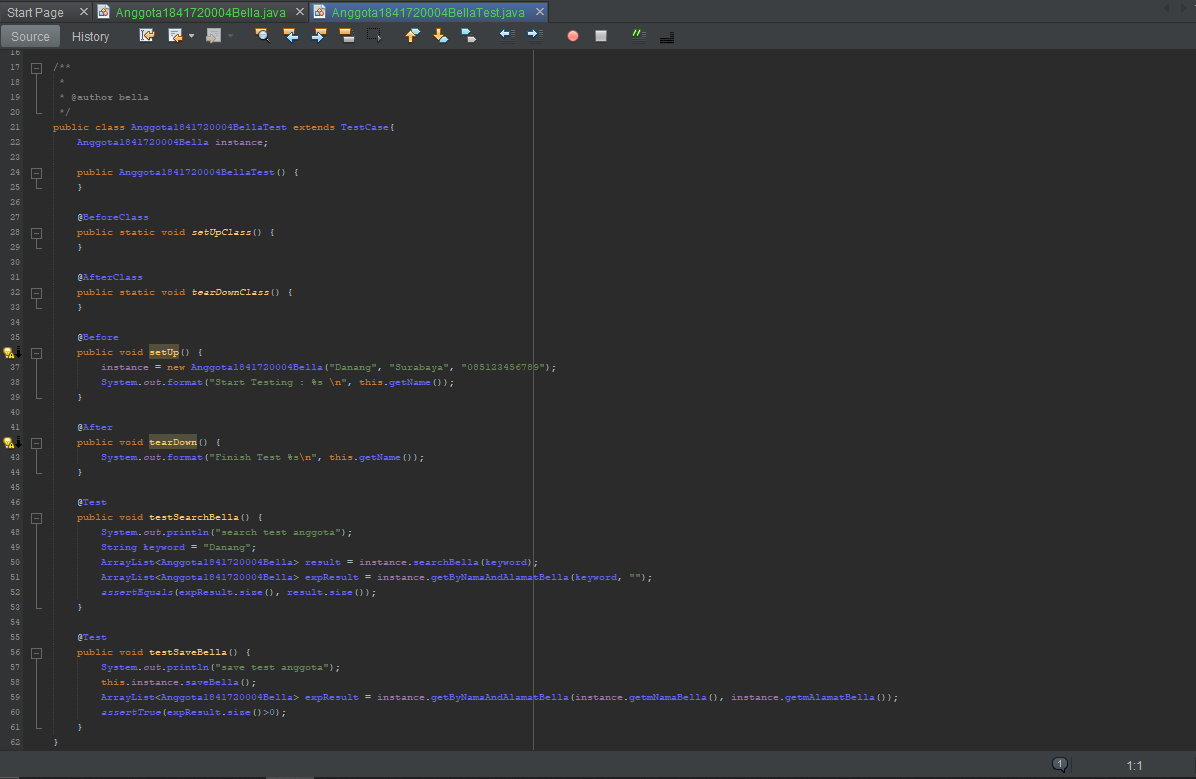 Start Page Anggota1841720004Bella.java Anggota1841720004BellaTest.java
Source History
16
17 /**
18 *
19 * @author bella
20 */
21 public class Anggota1841720004BellaTest extends TestCase{
22 Anggota1841720004Bella instance;
23
24 public Anggota1841720004BellaTest() {
25 }
26
27 @BeforeClass
28 public static void setUpClass() {
29 }
30
31 @AfterClass
32 public static void tearDownClass() {
33 }
34
35 @Before
public void setUp() {
37 instance = new Anggota1841720004Bella("Danang", "Surabaya", "085123456789");
38 System.out.format("Start Testing : %s \n", this.getName());
39 }
40
41 @After
public void tearDown() {
43 System.out.format("Finish Test %s\n", this.getName());
44 }
45
46 @Test
47 public void testSearchBella() {
48 System.out.println("search test anggota");
49 String keyword = "Danang";
50 ArrayList<Anggota1841720004Bella> result = instance.searchBella(keyword);
51 ArrayList<Anggota1841720004Bella> expResult = instance.getByNamaAndAlamatBella(keyword, "");
52 assertEquals(expResult.size(), result.size());
53 }
54
55 @Test
56 public void testSaveBella() {
57 System.out.println("save test anggota");
58 this.instance.saveBella();
59 ArrayList<Anggota1841720004Bella> expResult = instance.getByNamaAndAlamatBella(instance.getmNamaBella(), instance.getmAlamatBella());
60 assertTrue(expResult.size()>0);
61 }
62 }
1 1:1